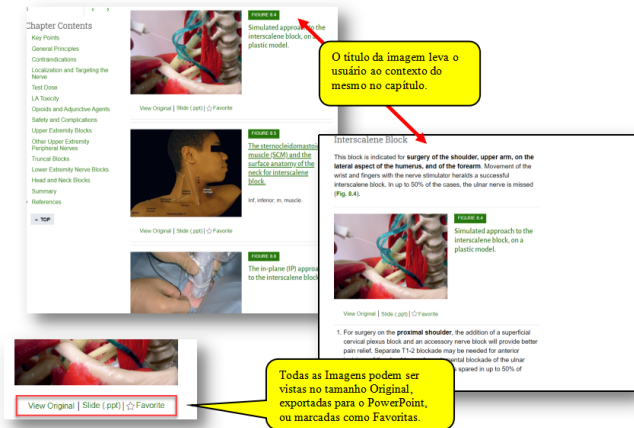 Chapter Contents
Key Points
General Principles
Contraindications
Localization and Targeting the
Nerve
Test Dose
LA Toxicity
Opioids and Adjunctive Agents
Safety and Complications
Upper Extremity Blocks
Other Upper Extremity
Peripheral Nerves
Truncal Blocks
Lower Extremity Nerve Blocks
Head and Neck Blocks
Summary
References
TOP
FIGURE 8.4
Simulated approach to the
interscalene block, on a
plastic model.
View Original | Slide (.ppt) | Favorite
FIGURE 8.5
The sternocleidomastoid
muscle (SCM) and the
surface anatomy of the
neck for interscalene
block.
Inf, inferior; m, muscle.
View Original | Slide (.ppt) | Favorite
FIGURE 8.6
The in-plane (IP) approa
to the interscalene block
O título da imagem leva o
usuário ao contexto do
mesmo no capítulo.
Interscalene Block
This block is indicated for surgery of the shoulder, upper arm, on the
lateral aspect of the humerus, and of the forearm. Movement of the
wrist and fingers with the nerve stimulator heralds a successful
interscalene block. In up to 50% of the cases, the ulnar nerve is missed
(Fig. 8.4).
FIGURE 8.4
Simulated approach to the
interscalene block, on a
plastic model.
View Original | Slide (.ppt) | Favorite
1. For surgery on the proximal shoulder, the addition of a superficial
cervical plexus block and an accessory nerve block will provide better
pain relief. Separate T1-2 blockade may be needed for anterior
mental blockade of the ulnar
s spared in up to 50% of
View Original | Slide (.ppt) | Favorite
Todas as Imagens podem ser
vistas no tamanho Original,
exportadas para o PowerPoint,
ou marcadas como Favoritas.